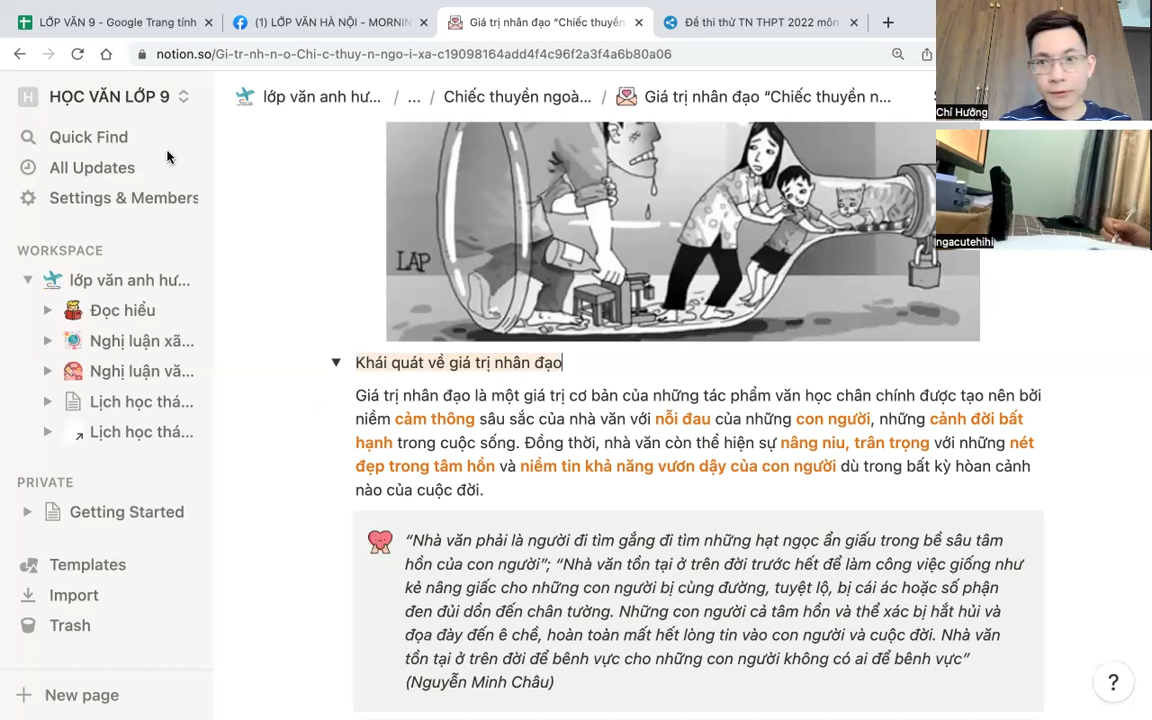 LỚP VĂN 9 - Google Trang tính
(1) LỚP VĂN HÀ NỘI - MORNIN
Giá trị nhân đạo “Chiếc thuyền
Đề thi thử TN THPT 2022 môn
notion.so/Gi-tr-nh-n-o-Chi-c-thuy-n-ngo-i-xa-c19098164add4f4c96f2a3f4a6b80a06
H HỌC VĂN LỚP 9
lớp văn anh hư... / ... / Chiếc thuyền ngoà... / Giá trị nhân đạo “Chiếc thuyền n...
Chí Hướng
Quick Find
All Updates
Settings & Members
ngacutehihi
WORKSPACE
lớp văn anh hư...
Đọc hiểu
Nghị luận xã...
Nghị luận vă...
Lịch học thá...
Lịch học thá...
PRIVATE
Getting Started
Templates
Import
Trash
New page
LAP
Khái quát về giá trị nhân đạo
Giá trị nhân đạo là một giá trị cơ bản của những tác phẩm văn học chân chính được tạo nên bởi
niềm cảm thông sâu sắc của nhà văn với nỗi đau của những con người, những cảnh đời bất
hạnh trong cuộc sống. Đồng thời, nhà văn còn thể hiện sự nâng niu, trân trọng với những nét
đẹp trong tâm hồn và niềm tin khả năng vươn dậy của con người dù trong bất kỳ hòan cảnh
nào của cuộc đời.
“Nhà văn phải là người đi tìm gắng đi tìm những hạt ngọc ẩn giấu trong bề sâu tâm
hồn của con người”; “Nhà văn tồn tại ở trên đời trước hết để làm công việc giống như
kẻ nâng giấc cho những con người bị cùng đường, tuyệt lộ, bị cái ác hoặc số phận
đen đủi dồn đến chân tường. Những con người cả tâm hồn và thể xác bị hắt hủi và
đọa đày đến ê chề, hoàn toàn mất hết lòng tin vào con người và cuộc đời. Nhà văn
tồn tại ở trên đời để bênh vực cho những con người không có ai để bênh vực”
(Nguyễn Minh Châu)
?